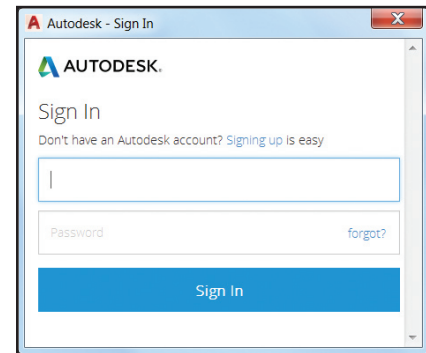 Autodesk - Sign In
AUTODESK.
Sign In
Don't have an Autodesk account? Signing up is easy
Password forgot?
Sign In